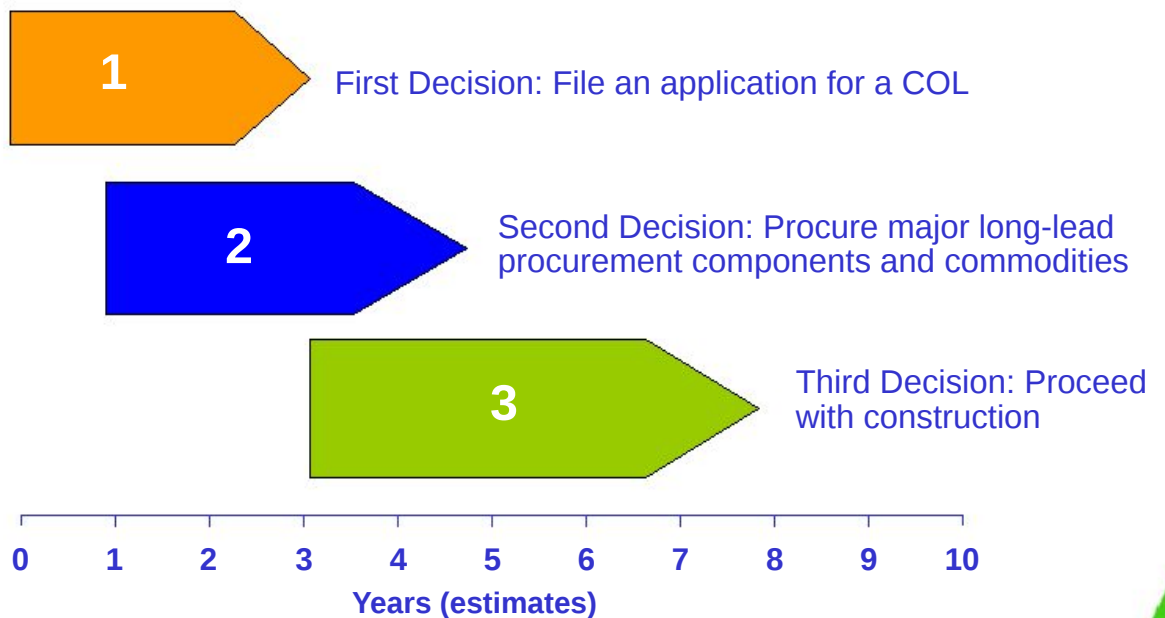 1
First Decision: File an application for a COL
2
Second Decision: Procure major long-lead
procurement components and commodities
3
Third Decision: Proceed
with construction
0 1 2 3 4 5 6 7 8 9 10
Years (estimates)